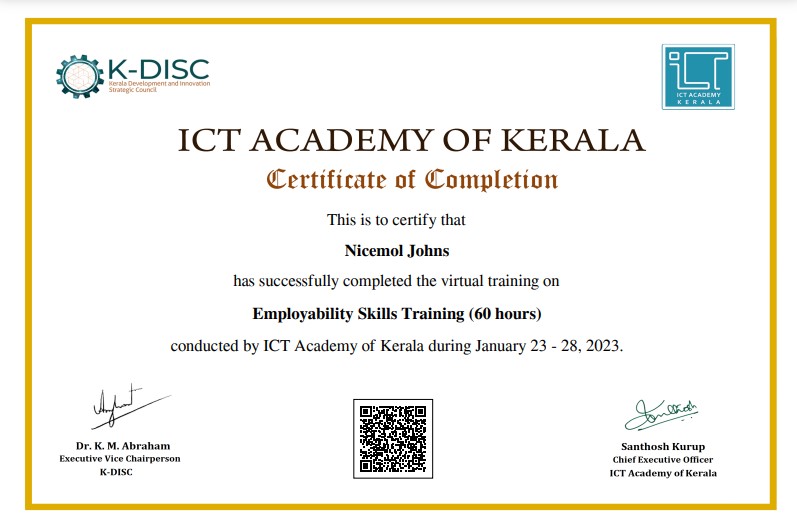 K-DISC
Kerala Development and Innovation
Strategic Council
iCT
ICT ACADEMY
KERALA
ICT ACADEMY OF KERALA
Certificate of Completion
This is to certify that
Nicemol Johns
has successfully completed the virtual training on
Employability Skills Training (60 hours)
conducted by ICT Academy of Kerala during January 23 - 28, 2023.
Dr. K. M. Abraham
Executive Vice Chairperson
K-DISC
Santhosh Kurup
Chief Executive Officer
ICT Academy of Kerala